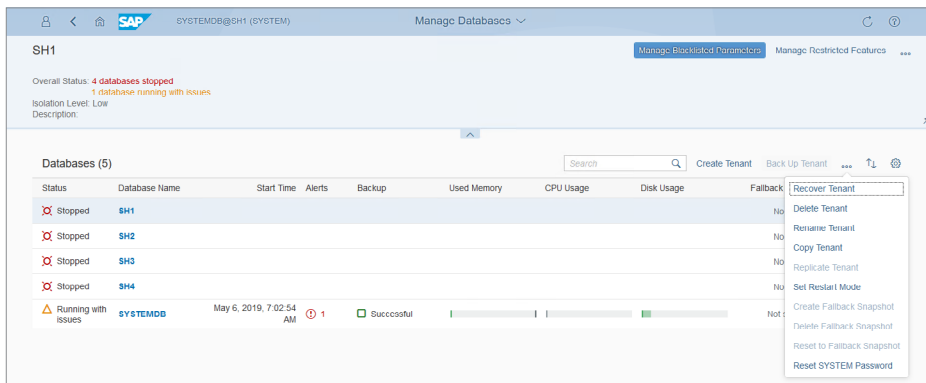 SAP SYSTEMDB@SH1 (SYSTEM) Manage Databases
SH1 Manage Blacklisted Parameters Manage Restricted Features
Overall Status: 4 databases stopped
1 database running with issues
Isolation Level: Low
Description:
Databases (5) Search Create Tenant Back Up Tenant
Status Database Name Start Time Alerts Backup Used Memory CPU Usage Disk Usage Fallback
Stopped SH1 No
Stopped SH2 No
Stopped SH3 No
Stopped SH4 No
Running with issues SYSTEMDB May 6, 2019, 7:02:54 AM 1 Successful Not s
Recover Tenant
Delete Tenant
Rename Tenant
Copy Tenant
Replicate Tenant
Set Restart Mode
Create Fallback Snapshot
Delete Fallback Snapshot
Reset to Fallback Snapshot
Reset SYSTEM Password